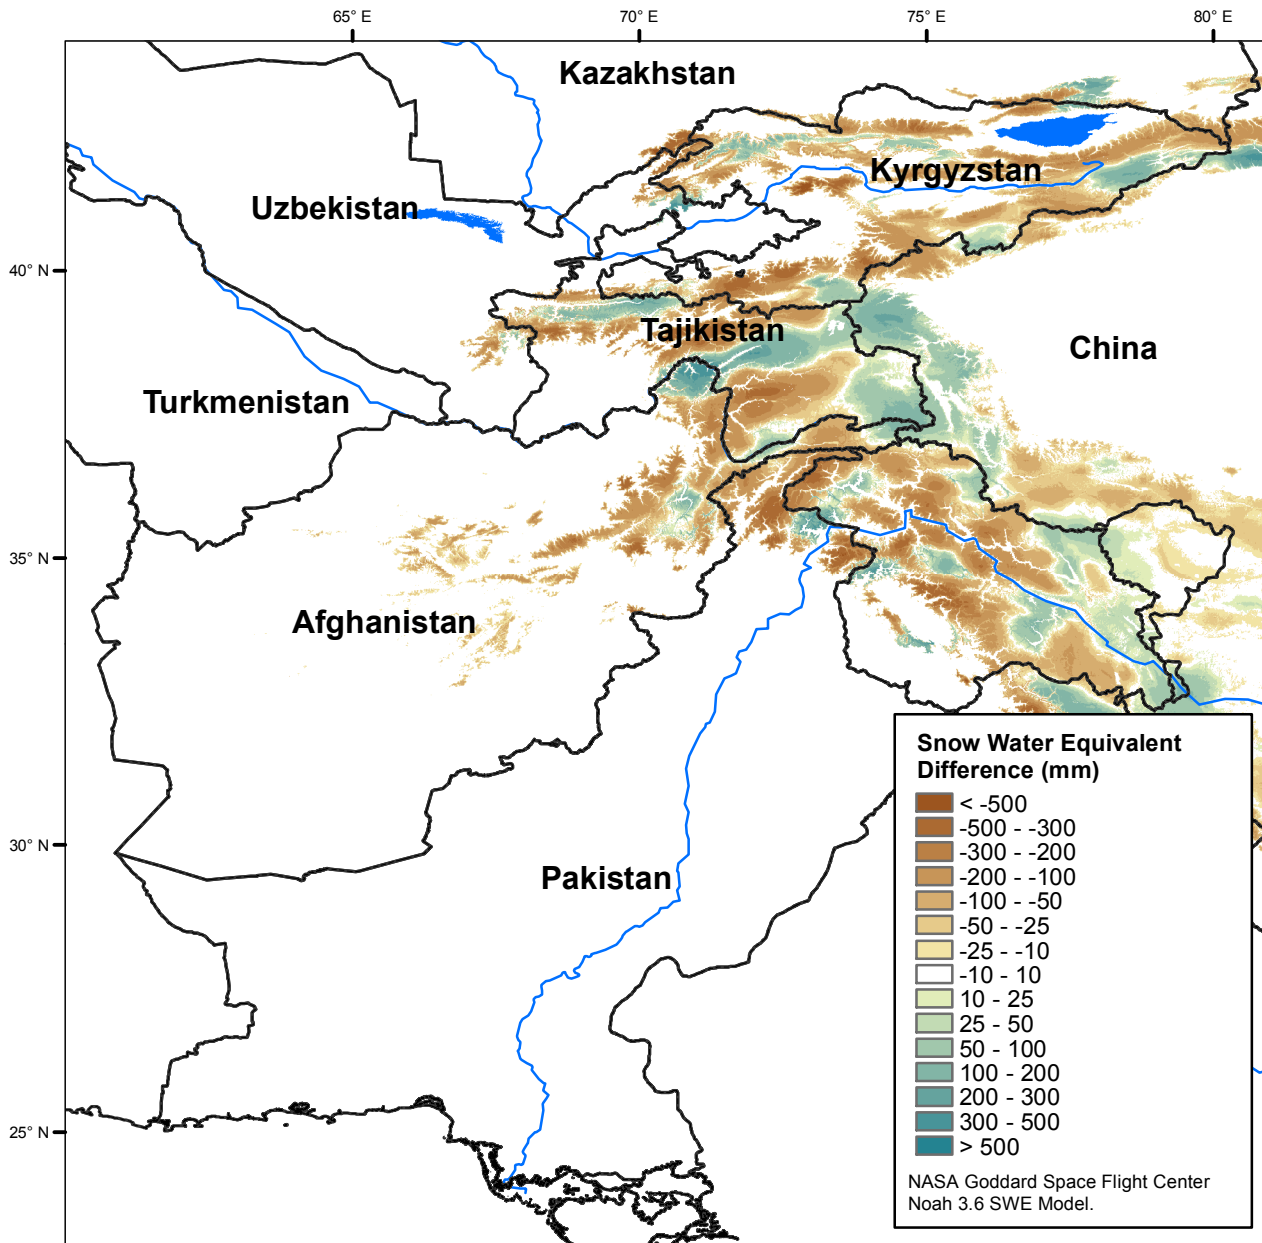 65° E
70° E
75° E
80° E
Kazakhstan
Kyrgyzstan
Uzbekistan
40° N
Tajikistan
China
Turkmenistan
35° N
Afghanistan
30° N
Pakistan
25° N
Snow Water Equivalent
Difference (mm)
< -500
-500 - -300
-300 - -200
-200 - -100
-100 - -50
-50 - -25
-25 - -10
-10 - 10
10 - 25
25 - 50
50 - 100
100 - 200
200 - 300
300 - 500
> 500
NASA Goddard Space Flight Center
Noah 3.6 SWE Model.